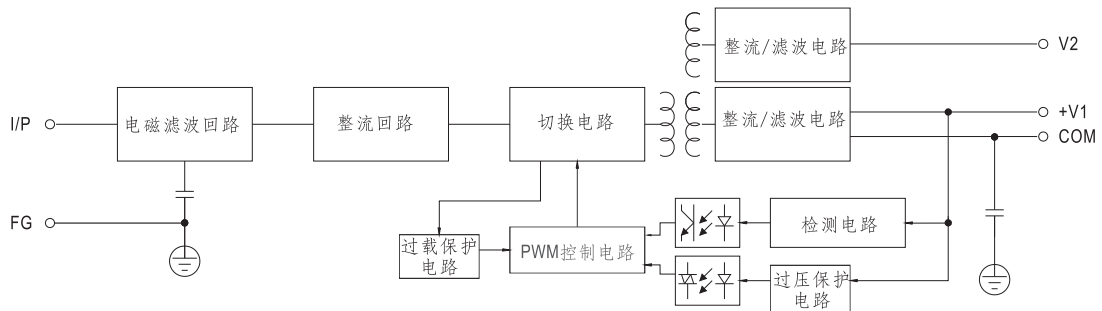 整流/滤波电路
V2
I/P
电磁滤波回路
整流回路
切换电路
整流/滤波电路
+V1
COM
FG
过载保护
电路
PWM控制电路
检测电路
过压保护
电路